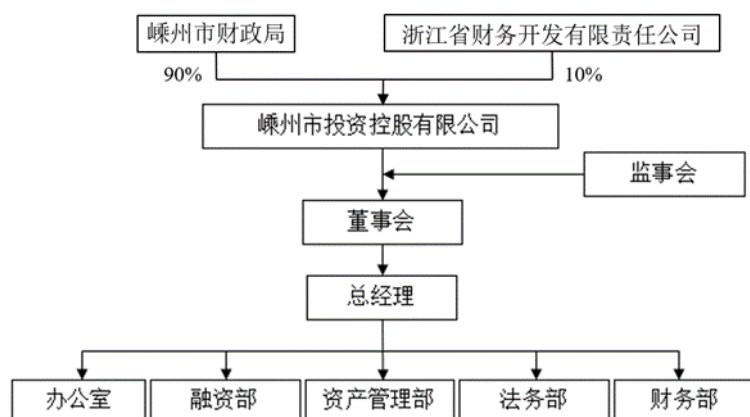 嵊州市财政局
浙江省财务开发有限责任公司
90%
10%
嵊州市投资控股有限公司
监事会
董事会
总经理
办公室
融资部
资产管理部
法务部
财务部